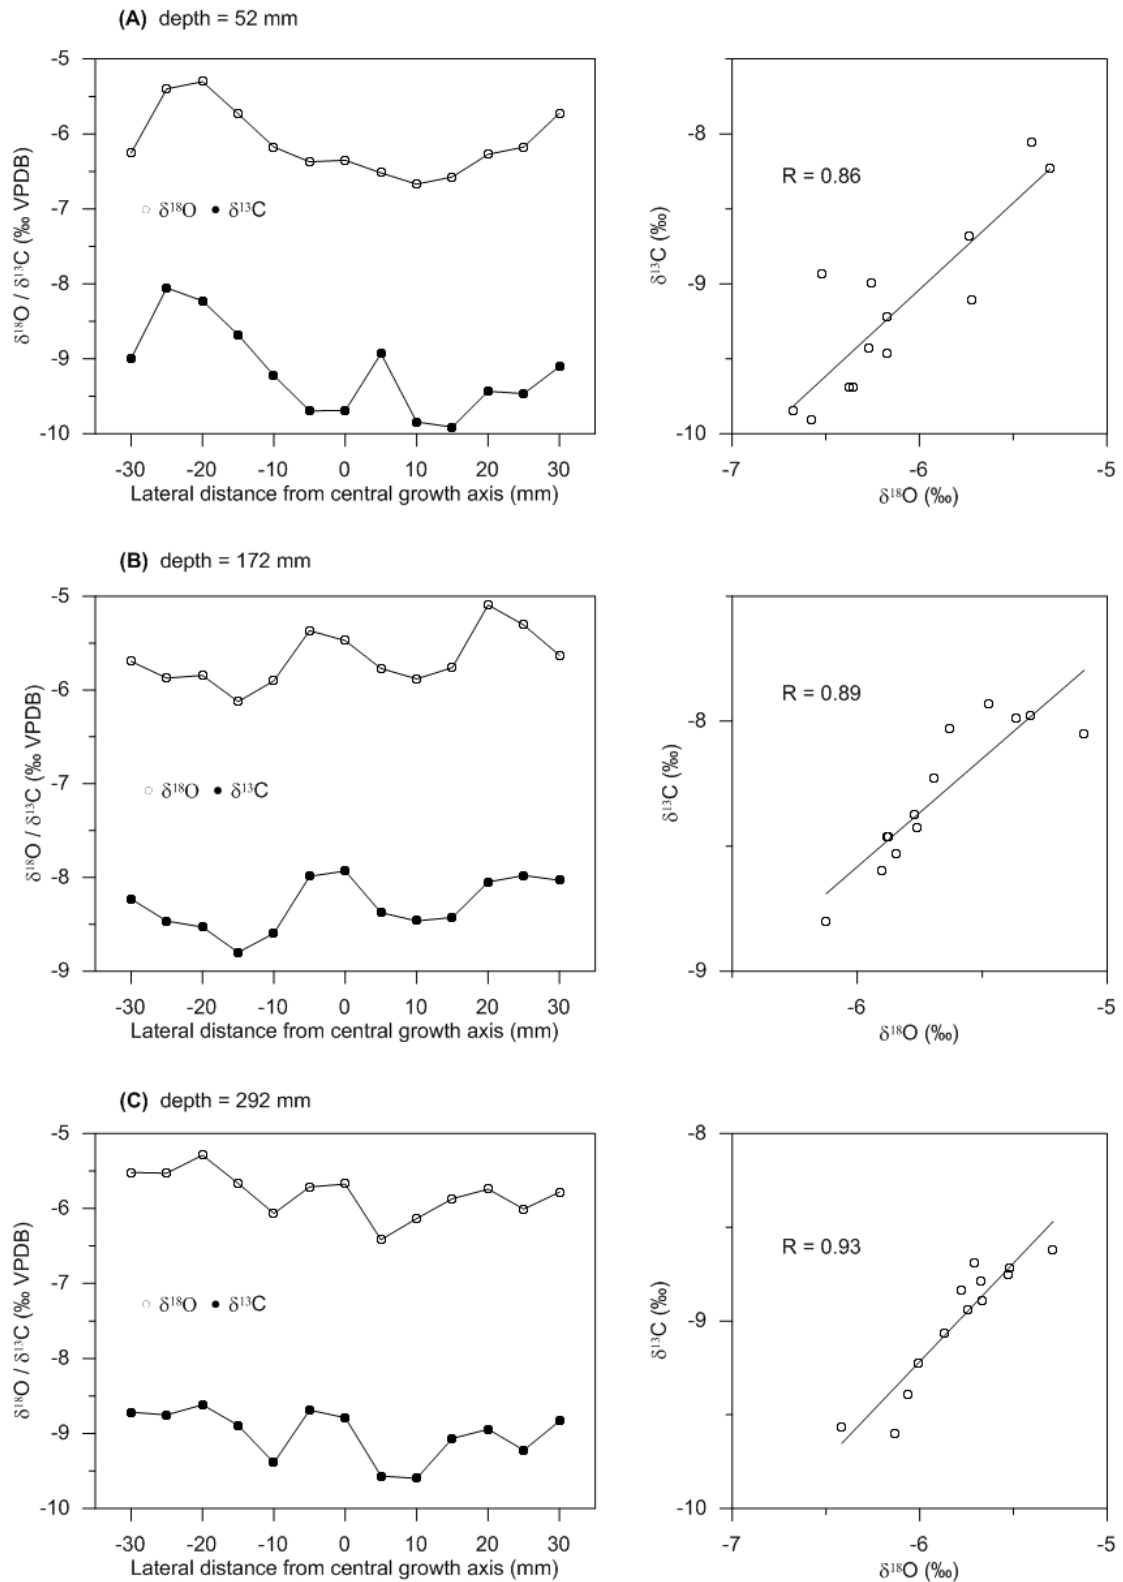 (A) depth = 52 mm
-5
-6
-7
-8
-9
-10
δ¹⁸O / δ¹³C (‰ VPDB)
○ δ¹⁸O ● δ¹³C
-30 -20 -10 0 10 20 30
Lateral distance from central growth axis (mm)
-8
-9
-10
δ¹³C (‰)
R = 0.86
-7 -6 -5
δ¹⁸O (‰)
(B) depth = 172 mm
-5
-6
-7
-8
-9
δ¹⁸O / δ¹³C (‰ VPDB)
○ δ¹⁸O ● δ¹³C
-30 -20 -10 0 10 20 30
Lateral distance from central growth axis (mm)
-8
-9
δ¹³C (‰)
R = 0.89
-6 -5
δ¹⁸O (‰)
(C) depth = 292 mm
-5
-6
-7
-8
-9
-10
δ¹⁸O / δ¹³C (‰ VPDB)
○ δ¹⁸O ● δ¹³C
-30 -20 -10 0 10 20 30
Lateral distance from central growth axis (mm)
-8
-9
-10
δ¹³C (‰)
R = 0.93
-7 -6 -5
δ¹⁸O (‰)